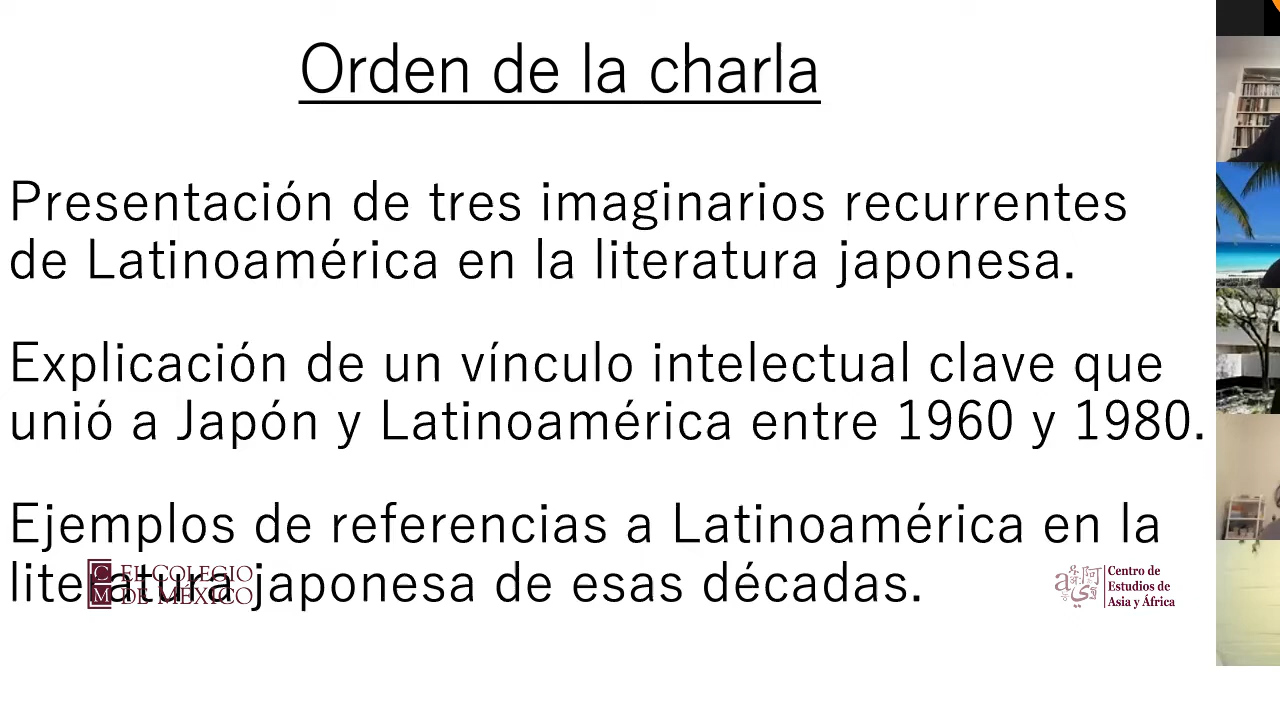 Orden de la charla
Presentación de tres imaginarios recurrentes
de Latinoamérica en la literatura japonesa.
Explicación de un vínculo intelectual clave que
unió a Japón y Latinoamérica entre 1960 y 1980.
Ejemplos de referencias a Latinoamérica en la
literatura japonesa de esas décadas.
CM
EL COLEGIO
DE MÉXICO
Centro de
Estudios de
Asia y África